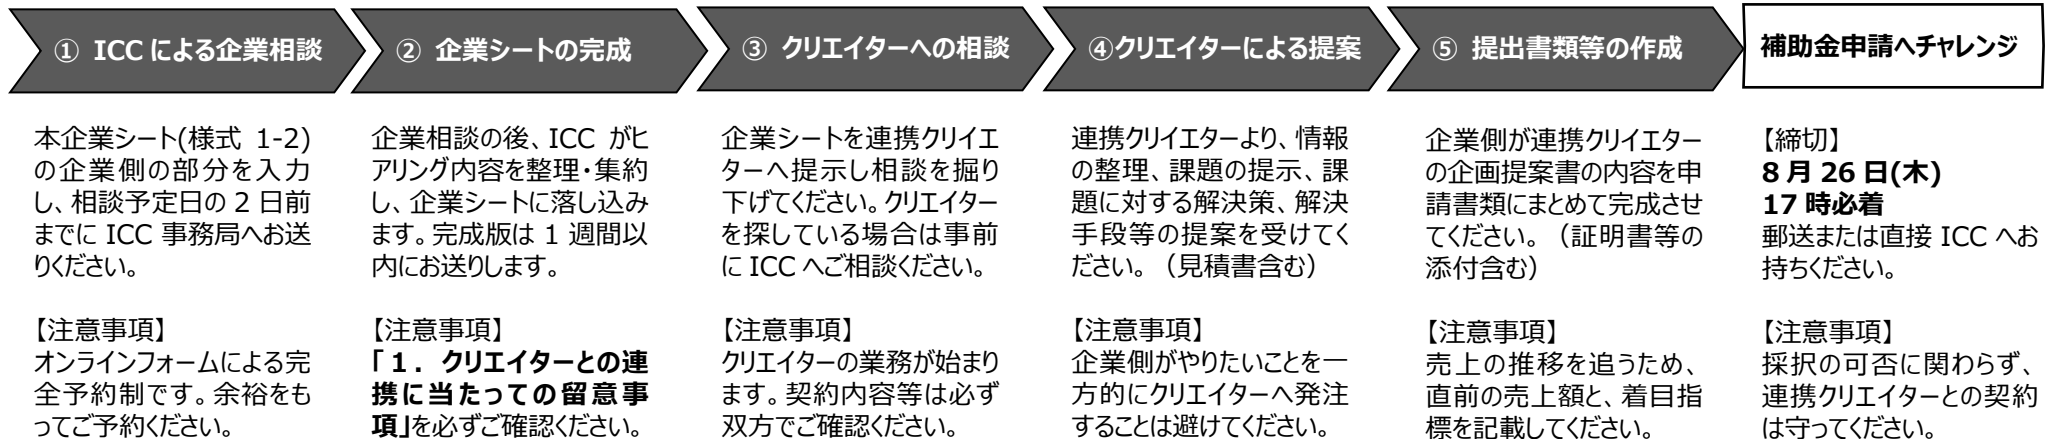 ① ICC による企業相談
② 企業シートの完成
③ クリエイターへの相談
④クリエイターによる提案
⑤ 提出書類等の作成
補助金申請へチャレンジ
本企業シート(様式 1-2)
の企業側の部分を入力
し、相談予定日の 2 日前
までに ICC 事務局へお送
りください。
【注意事項】
オンラインフォームによる完
全予約制です。余裕をも
ってご予約ください。
企業相談の後、ICC がヒ
アリング内容を整理・集約
し、企業シートに落し込み
ます。完成版は 1 週間以
内にお送りします。
【注意事項】
「１．クリエイターとの連
携に当たっての留意事
項」を必ずご確認ください。
企業シートを連携クリイエ
ターへ提示し相談を掘り
下げてください。クリエイター
を探している場合は事前
に ICC へご相談ください。
【注意事項】
クリエイターの業務が始まり
ます。契約内容等は必ず
双方でご確認ください。
連携クリイエターより、情報
の整理、課題の提示、課
題に対する解決策、解決
手段等の提案を受けてく
ださい。（見積書含む）
【注意事項】
企業側がやりたいことを一
方的にクリエイターへ発注
することは避けてください。
企業側が連携クリイエター
の企画提案書の内容を申
請書類にまとめて完成させ
てください。（証明書等の
添付含む）
【注意事項】
売上の推移を追うため、
直前の売上額と、着目指
標を記載してください。
【締切】
8 月 26 日(木)
17 時必着
郵送または直接 ICC へお
持ちください。
【注意事項】
採択の可否に関わらず、
連携クリエイターとの契約
は守ってください。